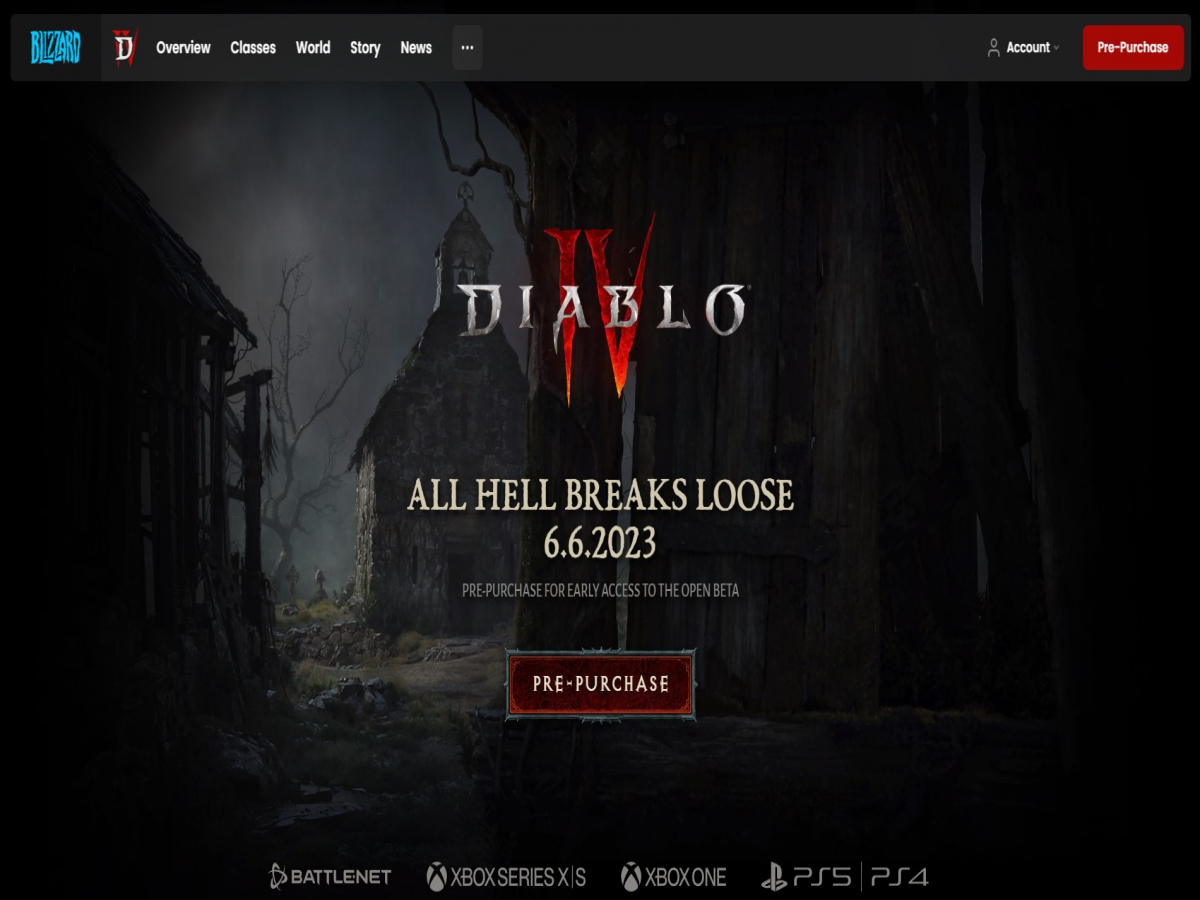 BLIZZARD
D
IV
Overview
Classes
World
Story
News
...
Account
Pre-Purchase
IV
DIABLO®
ALL HELL BREAKS LOOSE
6.6.2023
PRE-PURCHASE FOR EARLY ACCESS TO THE OPEN BETA
PRE-PURCHASE
BATTLE.NET
XBOX SERIES X|S
XBOX ONE
PS5 | PS4